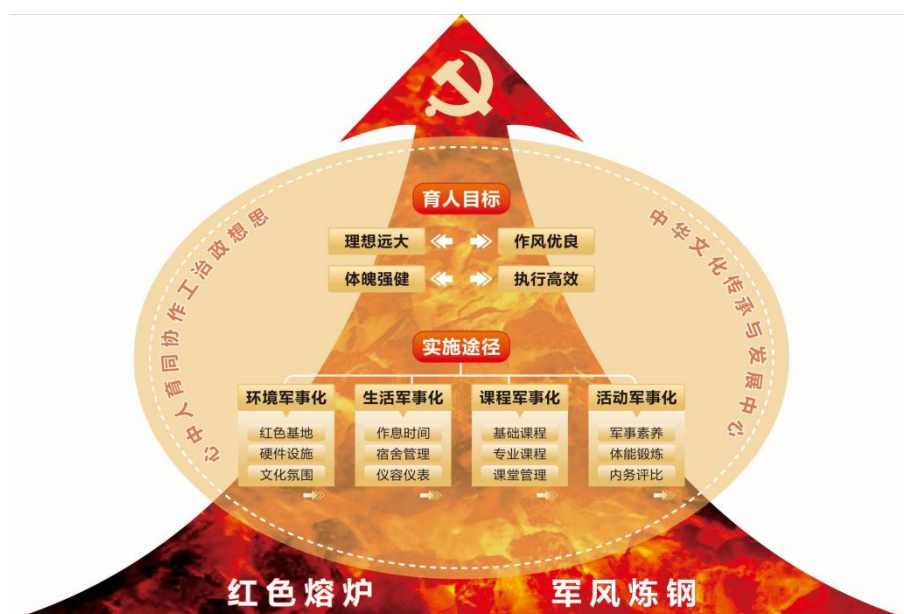 育人目标
理想远大
作风优良
体魄强健
执行高效
思想政治工作协同育人中心
中华文化传承与发展中心
实施途径
环境军事化
红色基地
硬件设施
文化氛围
生活军事化
作息时间
宿舍管理
仪容仪表
课程军事化
基础课程
专业课程
课堂管理
活动军事化
军事素养
体能锻炼
内务评比
红色熔炉
军风炼钢